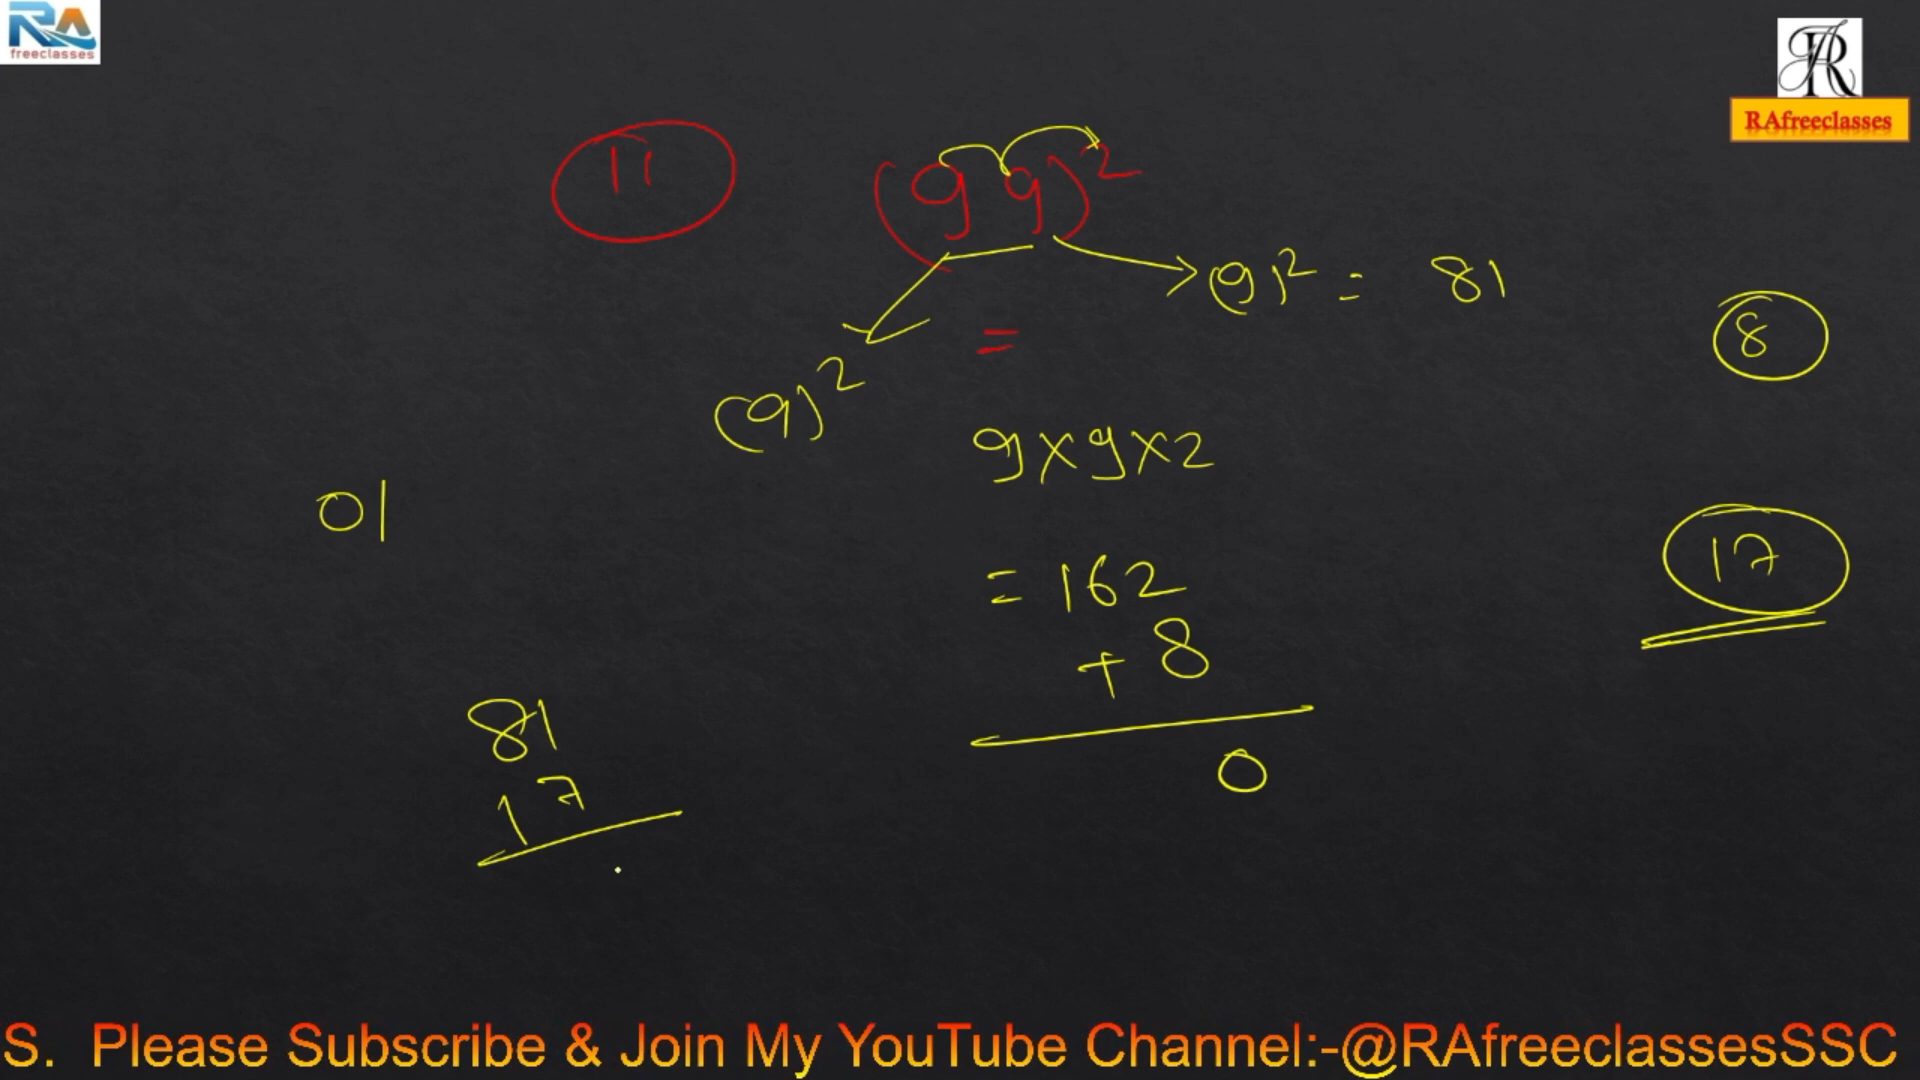 RA
freeclasses
AR
RAfreeclasses
11
(99)²
(9)² = 81
=
8
(9)²
9x9x2
01
17
= 162
+ 8
0
81
17
S. Please Subscribe & Join My YouTube Channel:-@RAfreeclassesSSC